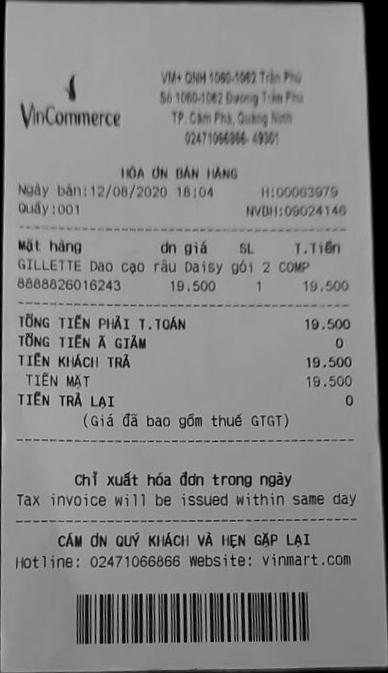 VinCommerce
VM+ QNH 1060-1062 Trần Phú
Số 1060-1062 Đường Trần Phú
TP. Cẩm Phả, Quảng Ninh
02471066866- 49301
HÓA ĐN BÁN HÀNG
Ngày bán:12/08/2020 18:04 H:00063979
Quầy:001 NVBH:09024146
Mặt hàng đn giá SL T.Tiền
GILLETTE Dao cạo râu Daisy gói 2 COMP
8888826016243 19.500 1 19.500
TỔNG TIỀN PHẢI T.TOÁN 19.500
TỔNG TIỀN Ã GIẢM 0
TIỀN KHÁCH TRẢ 19.500
TIỀN MẶT 19.500
TIỀN TRẢ LẠI 0
(Giá đã bao gồm thuế GTGT)
Chỉ xuất hóa đơn trong ngày
Tax invoice will be issued within same day
CẢM ƠN QUÝ KHÁCH VÀ HẸN GẶP LẠI
Hotline: 02471066866 Website: vinmart.com